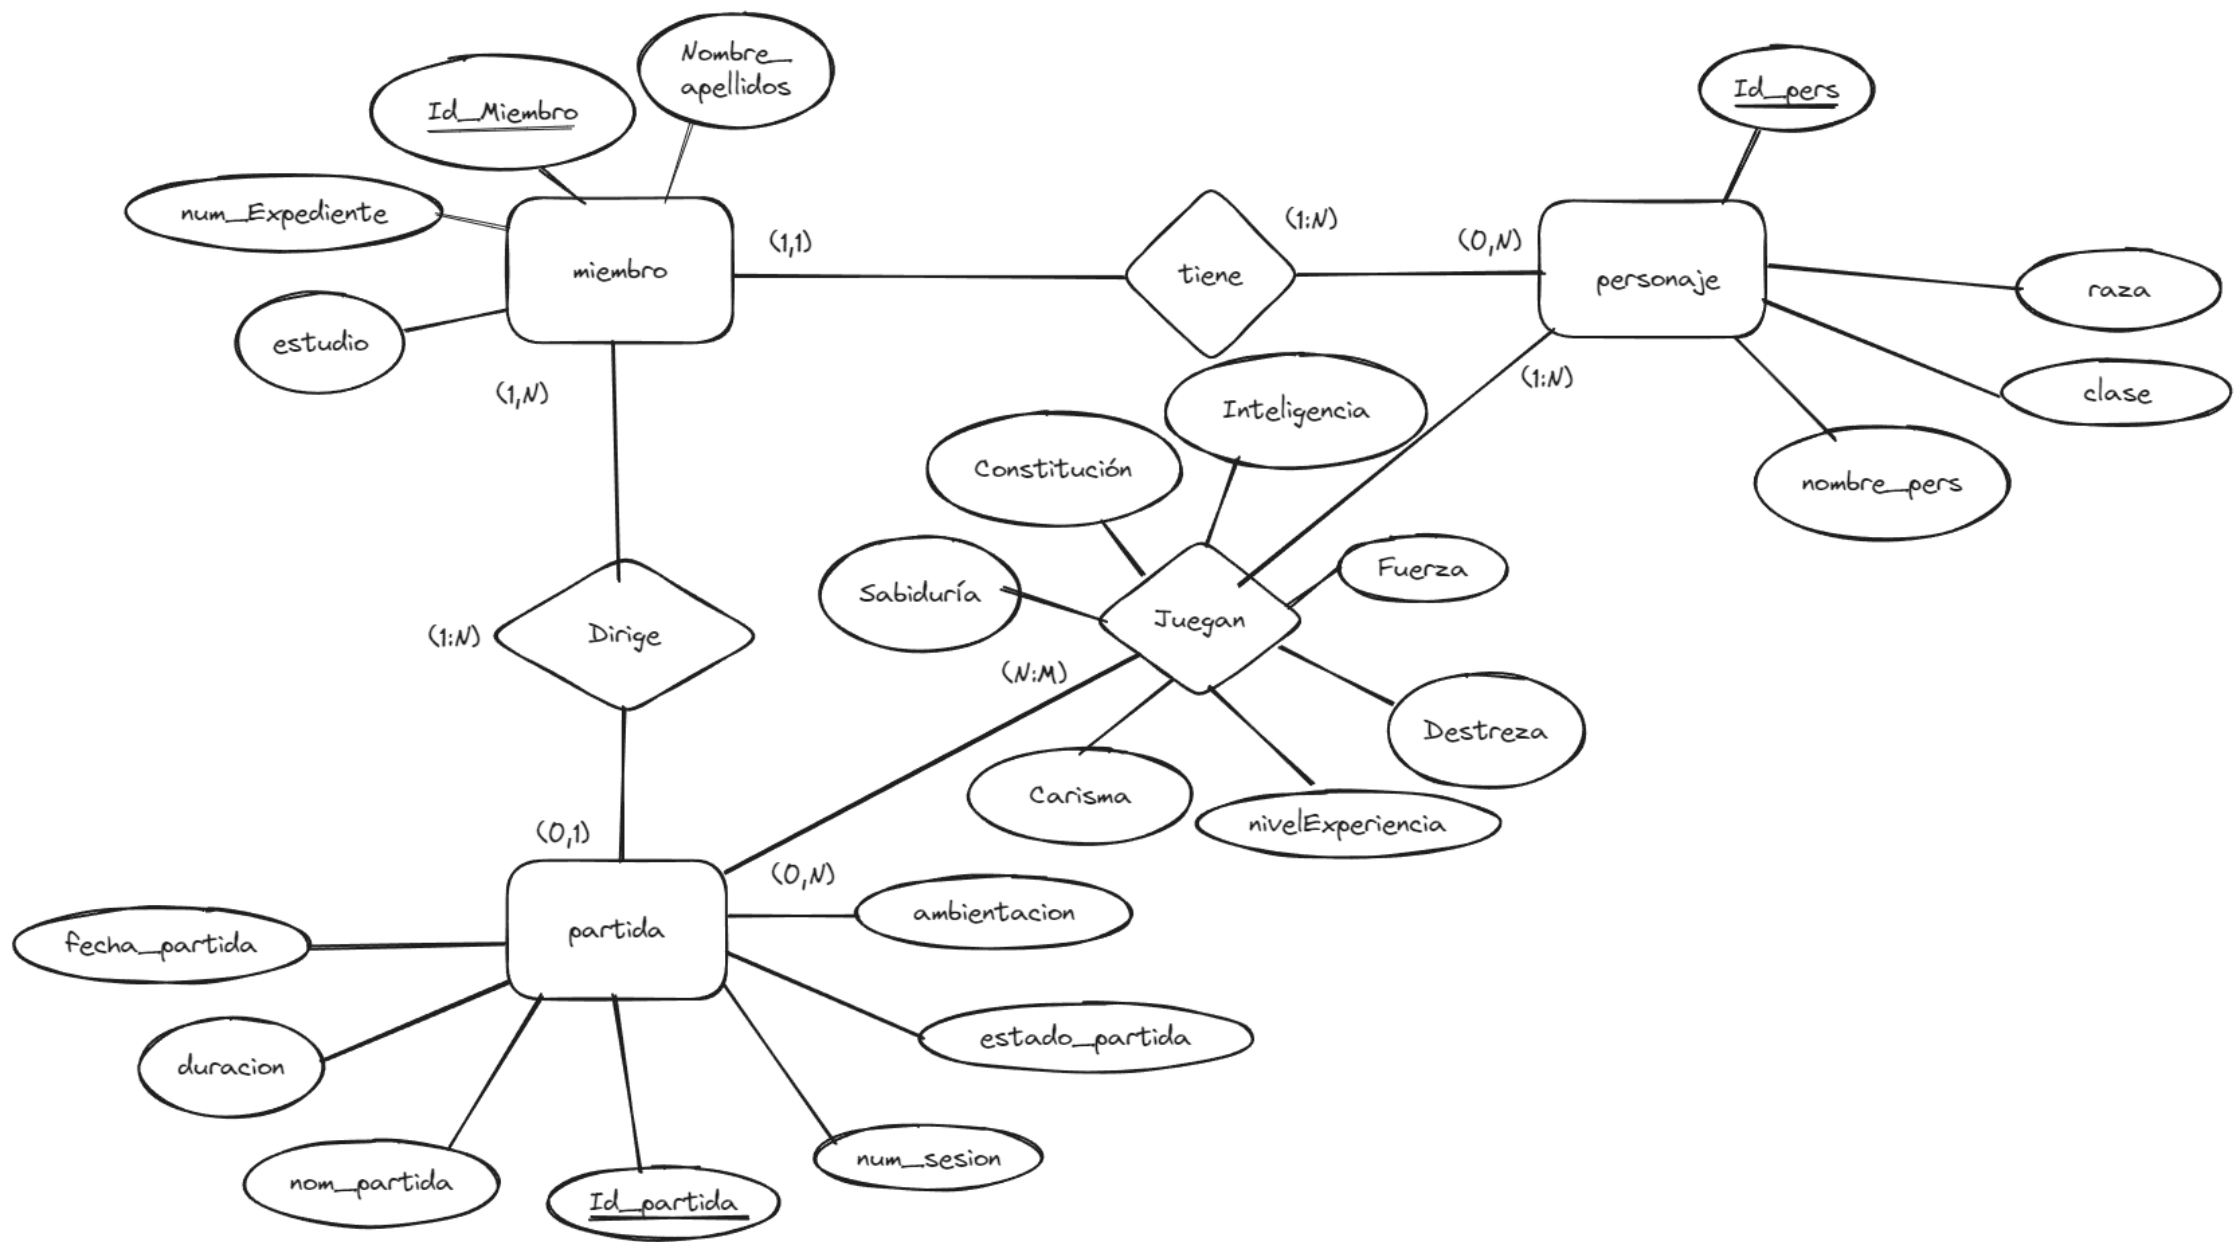 Nombre_
apellidos
Id_Miembro
Id_pers
num_Expediente
miembro
(1,1)
tiene
(1:N)
(0,N)
personaje
raza
estudio
(1,N)
(1:N)
clase
Inteligencia
Constitución
nombre_pers
Sabiduría
Fuerza
(1:N)
Dirige
Juegan
(N:M)
Destreza
Carisma
nivelExperiencia
(0,1)
(0,N)
ambientacion
partida
fecha_partida
estado_partida
duracion
num_sesion
nom_partida
Id_partida